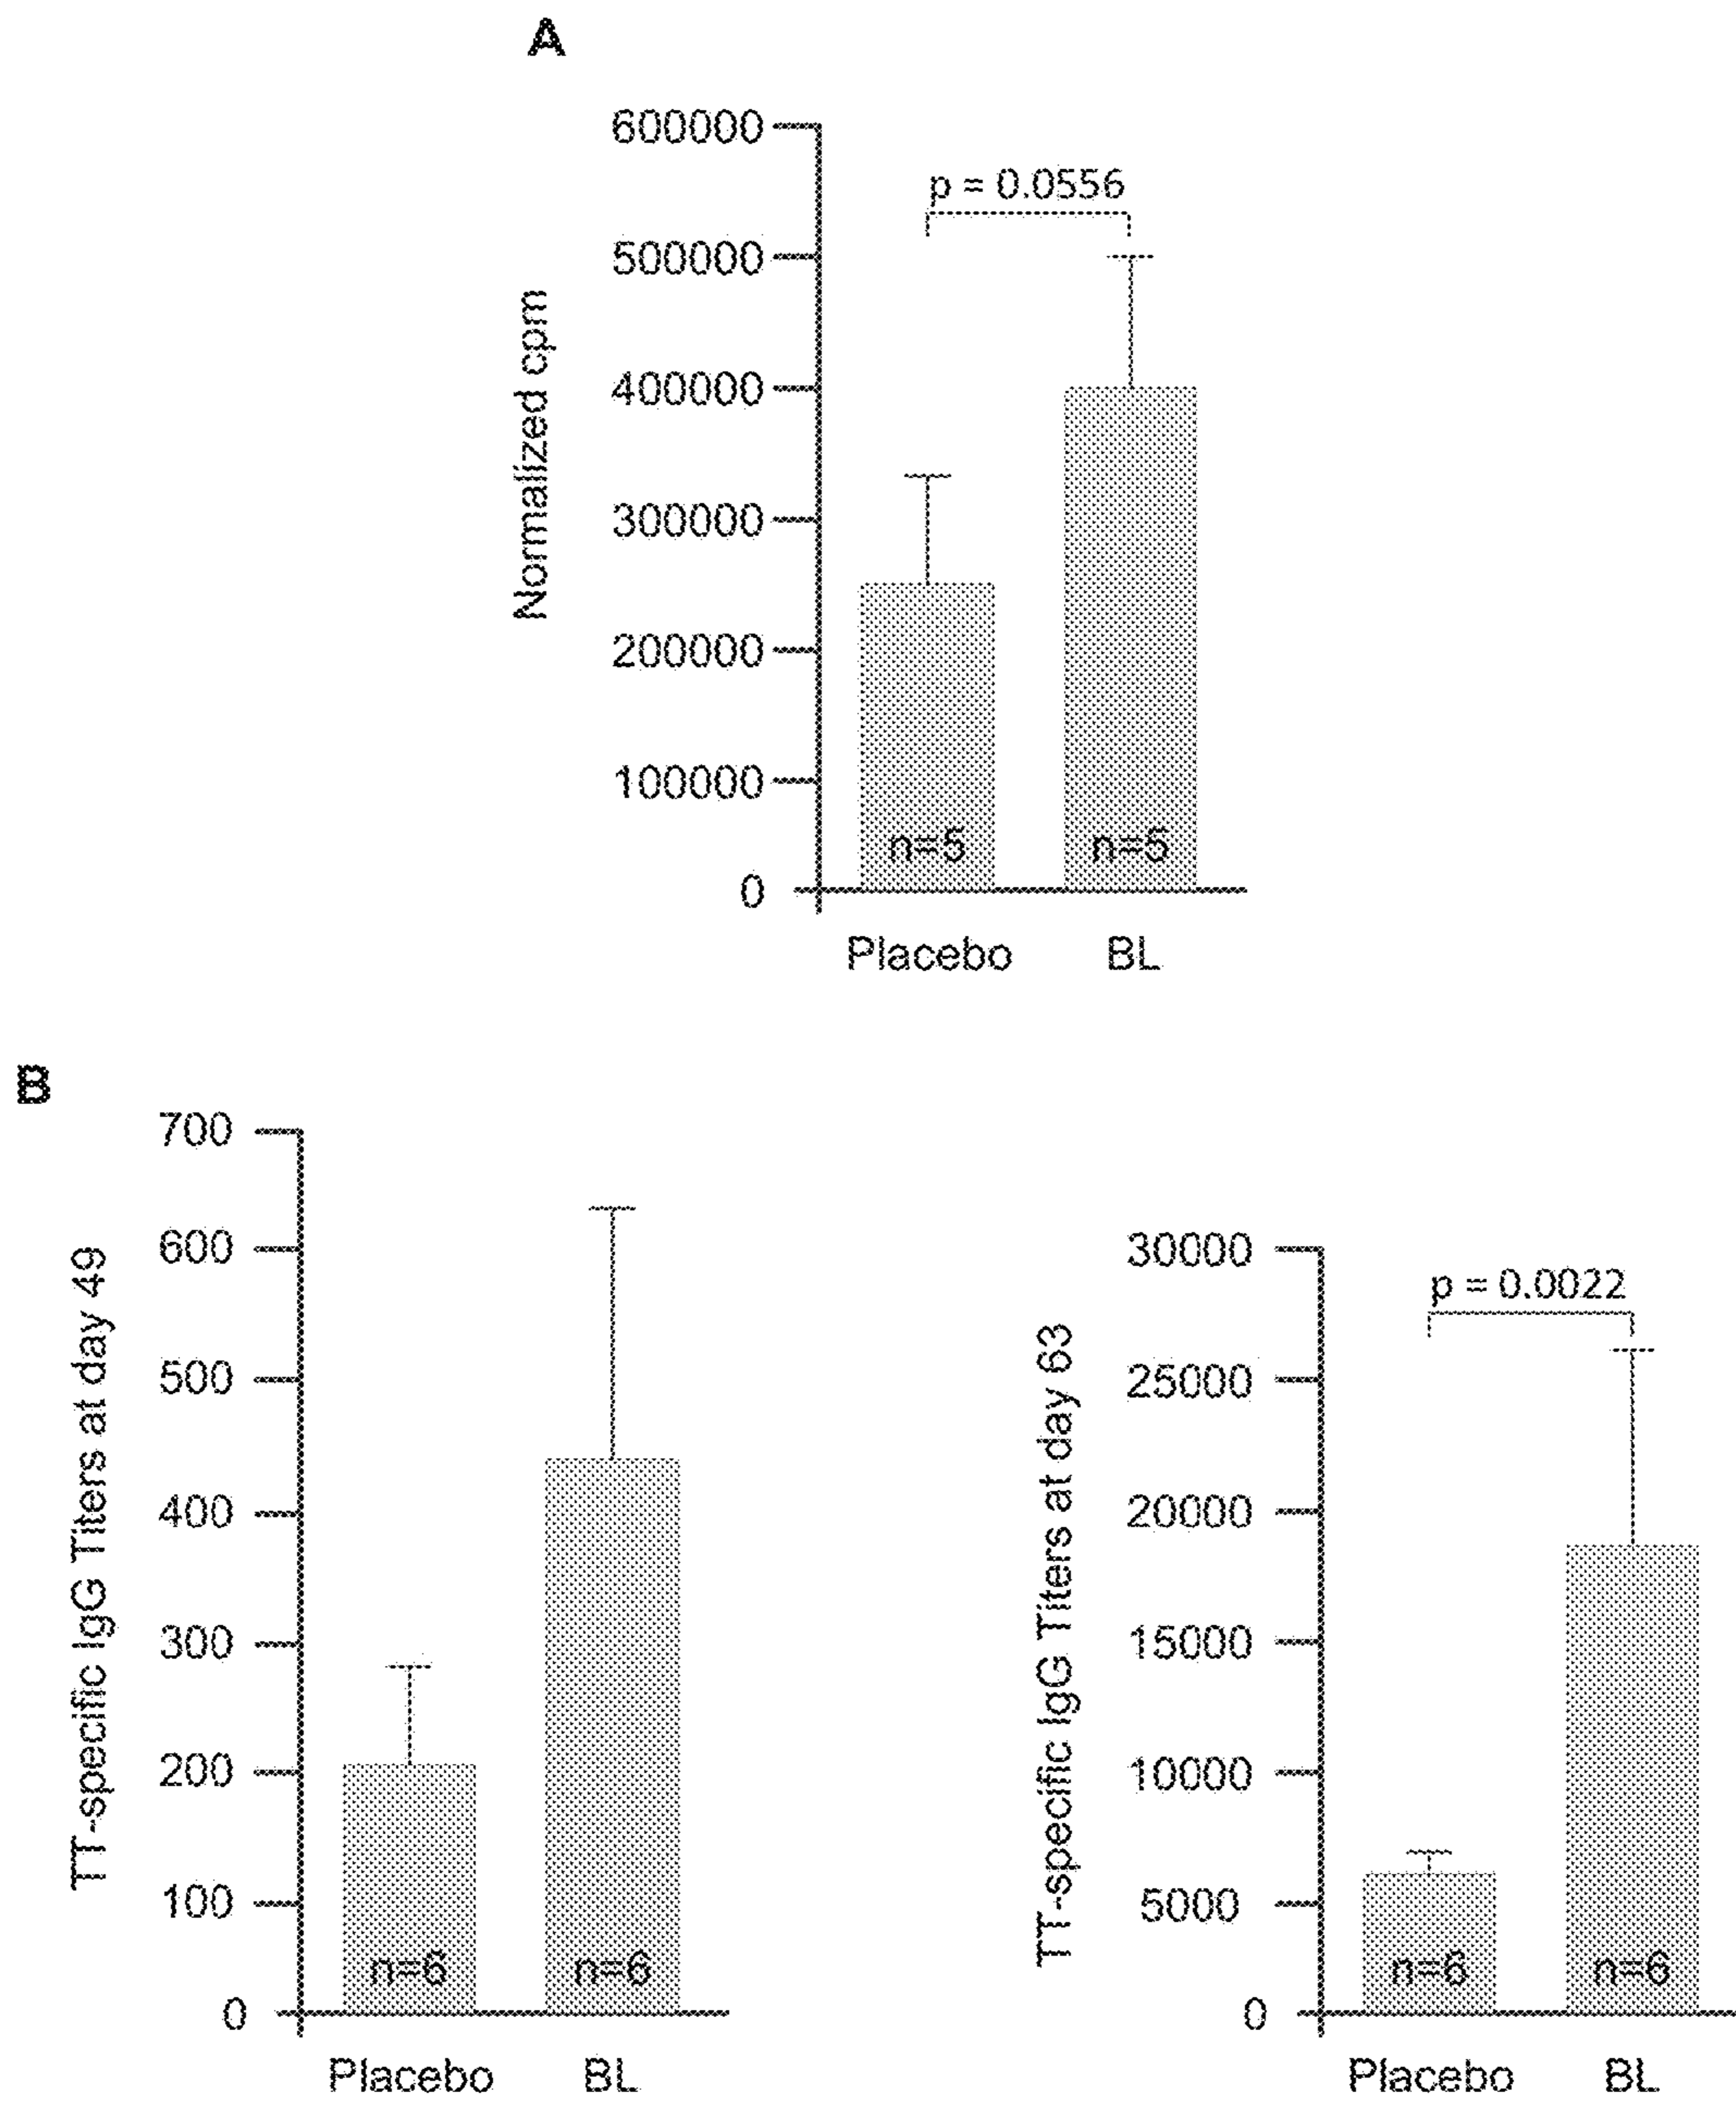 A
600000
p = 0.0556
500000
400000
300000
200000
100000
0
Normalized cpm
n=5
n=5
Placebo
BL
B
700
600
500
400
300
200
100
0
TT-specific IgG Titers at day 49
n=6
n=6
Placebo
BL
30000
p = 0.0022
25000
20000
15000
10000
5000
0
TT-specific IgG Titers at day 63
n=6
n=6
Placebo
BL